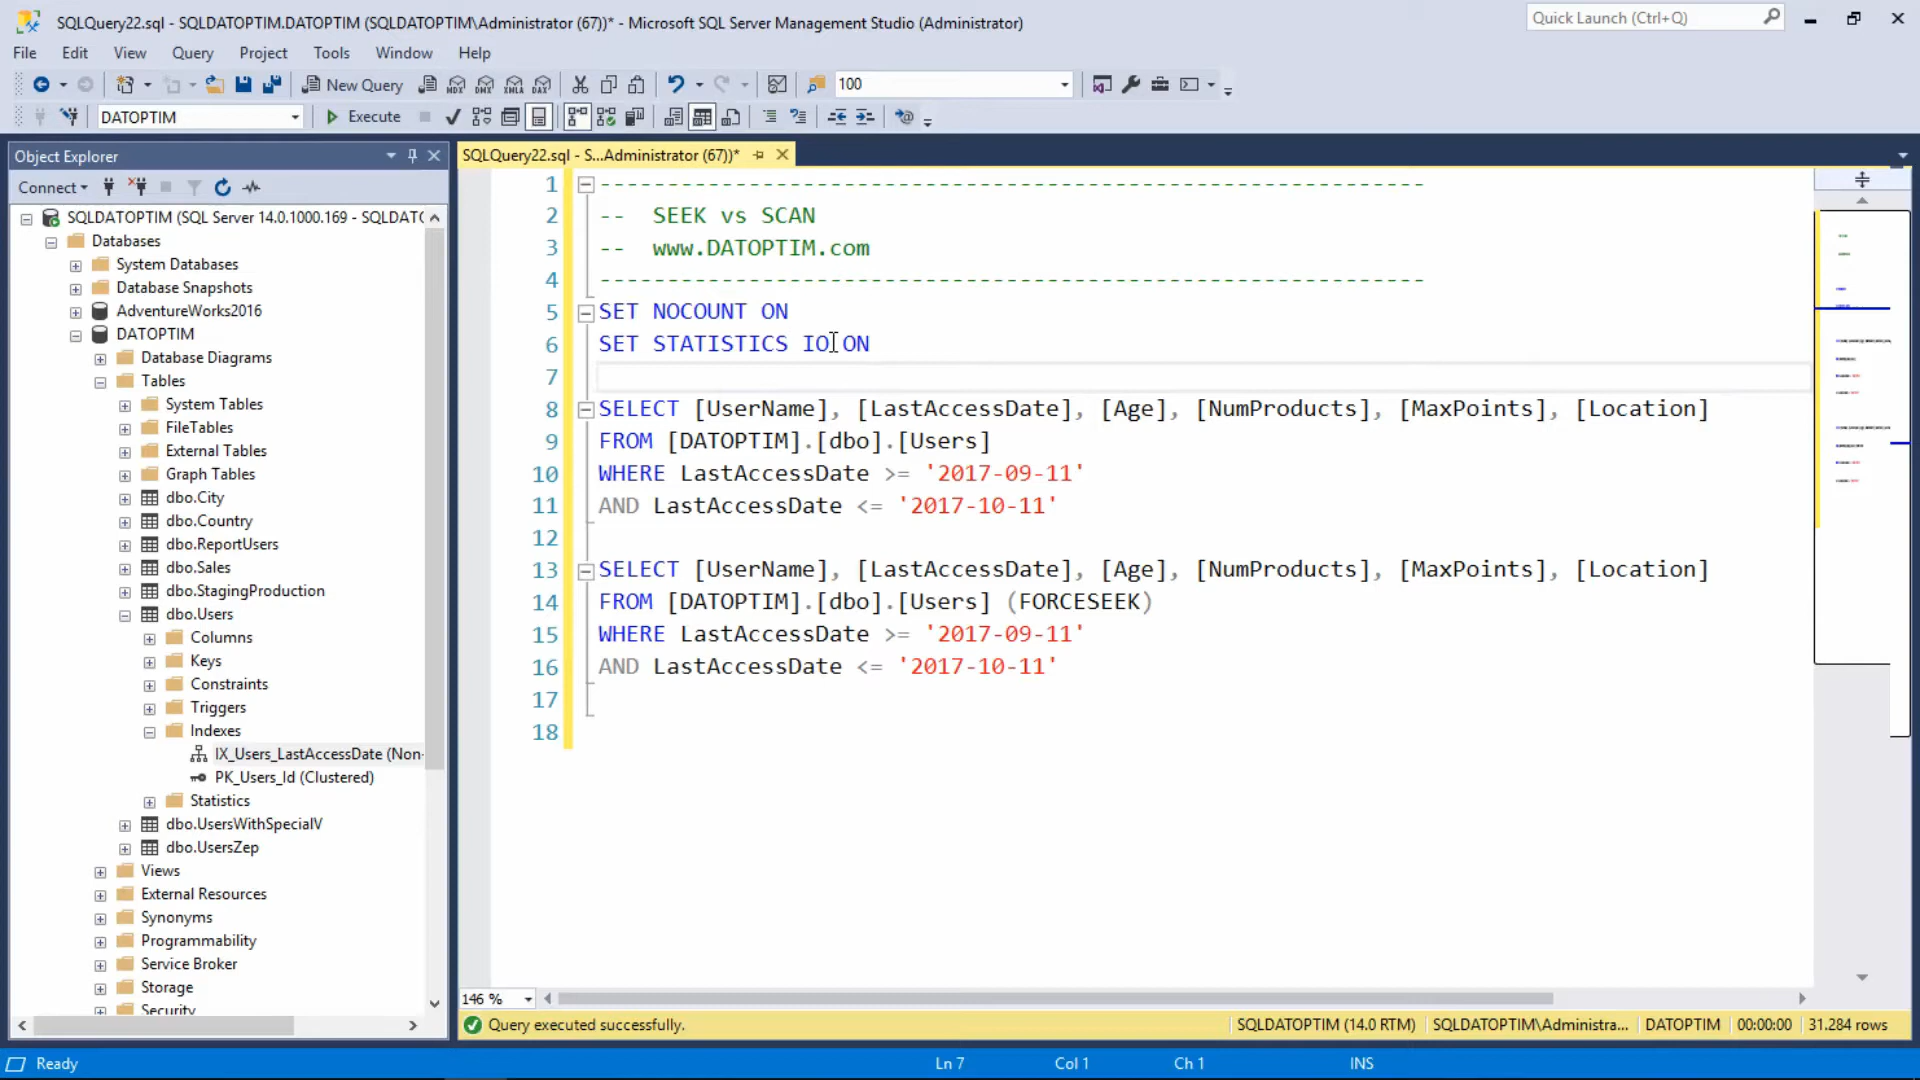 SQLQuery22.sql - SQLDATOPTIM.DATOPTIM (SQLDATOPTIM\Administrator (67))* - Microsoft SQL Server Management Studio (Administrator)
Quick Launch (Ctrl+Q)
File Edit View Query Project Tools Window Help
New Query MDX DMX XMLA DAX 100
DATOPTIM Execute
Object Explorer
Connect
SQLDATOPTIM (SQL Server 14.0.1000.169 - SQLDATO
Databases
System Databases
Database Snapshots
AdventureWorks2016
DATOPTIM
Database Diagrams
Tables
System Tables
FileTables
External Tables
Graph Tables
dbo.City
dbo.Country
dbo.ReportUsers
dbo.Sales
dbo.StagingProduction
dbo.Users
Columns
Keys
Constraints
Triggers
Indexes
IX_Users_LastAccessDate (Non-
PK_Users_Id (Clustered)
Statistics
dbo.UsersWithSpecialV
dbo.UsersZep
Views
External Resources
Synonyms
Programmability
Service Broker
Storage
Security
SQLQuery22.sql - S...Administrator (67))*
1 -------------------------------------------------------------
2 -- SEEK vs SCAN
3 -- www.DATOPTIM.com
4 -------------------------------------------------------------
5 SET NOCOUNT ON
6 SET STATISTICS IO ON
7
8 SELECT [UserName], [LastAccessDate], [Age], [NumProducts], [MaxPoints], [Location]
9 FROM [DATOPTIM].[dbo].[Users]
10 WHERE LastAccessDate >= '2017-09-11'
11 AND LastAccessDate <= '2017-10-11'
12
13 SELECT [UserName], [LastAccessDate], [Age], [NumProducts], [MaxPoints], [Location]
14 FROM [DATOPTIM].[dbo].[Users] (FORCESEEK)
15 WHERE LastAccessDate >= '2017-09-11'
16 AND LastAccessDate <= '2017-10-11'
17
18
146 %
Query executed successfully. SQLDATOPTIM (14.0 RTM) SQLDATOPTIM\Administra... DATOPTIM 00:00:00 31.284 rows
Ready Ln 7 Col 1 Ch 1 INS